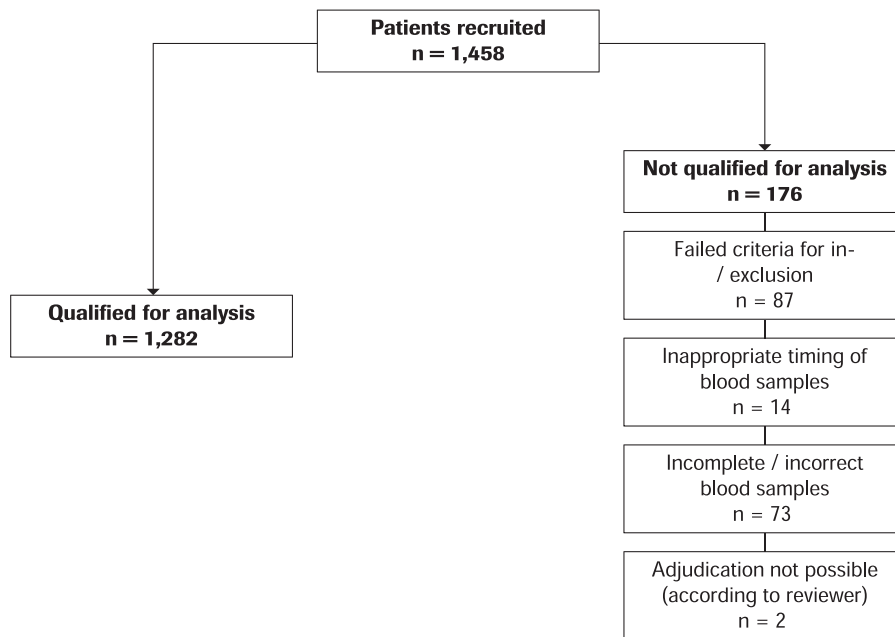 Patients recruited
n = 1,458
Not qualified for analysis
n = 176
Failed criteria for in-
/ exclusion
n = 87
Qualified for analysis
n = 1,282
Inappropriate timing of
blood samples
n = 14
Incomplete / incorrect
blood samples
n = 73
Adjudication not possible
(according to reviewer)
n = 2